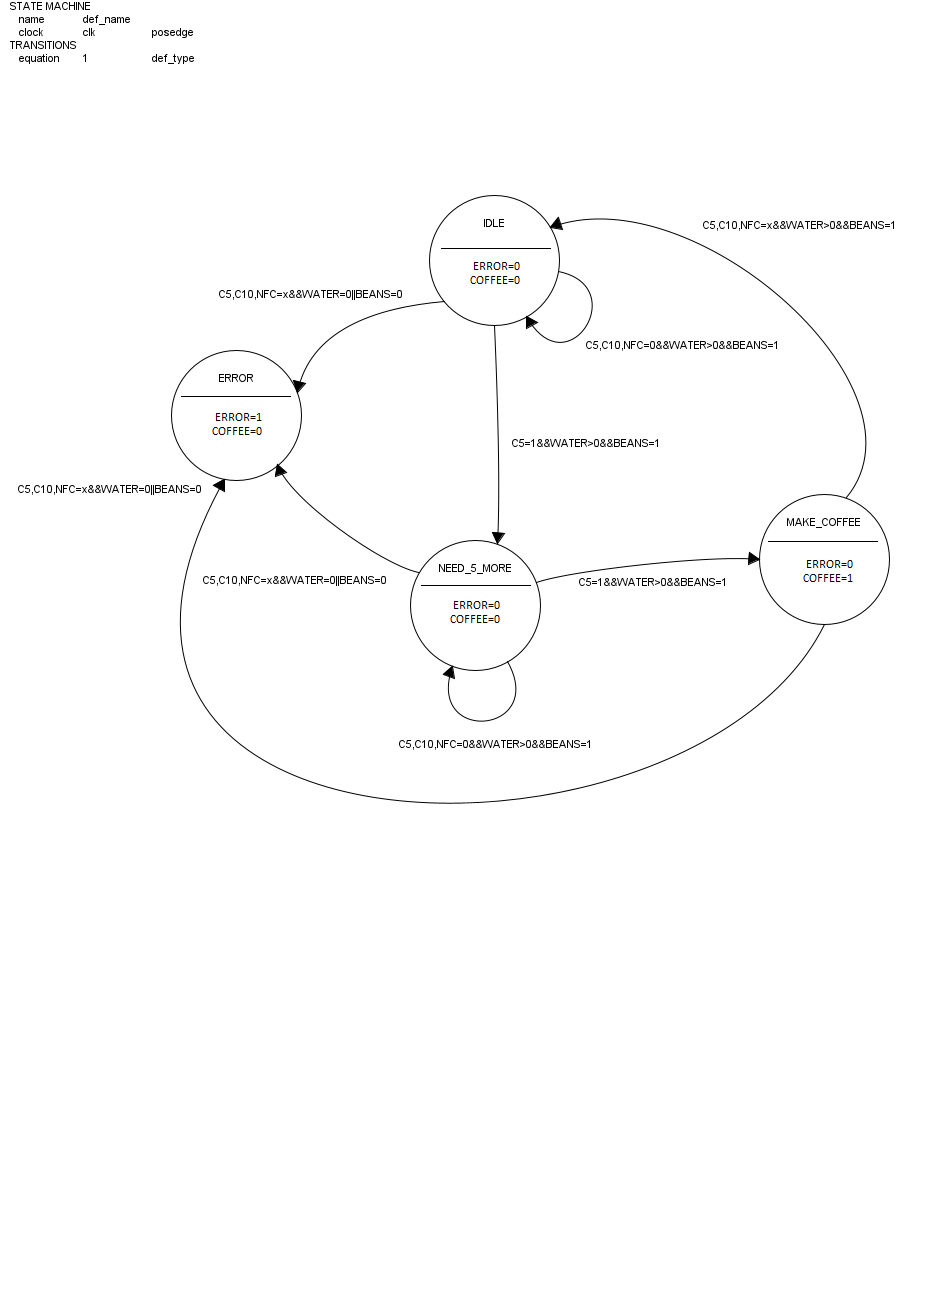 STATE MACHINE
name def_name
clock clk posedge
TRANSITIONS
equation 1 def_type
IDLE
ERROR=0
COFFEE=0
C5,C10,NFC=x&&WATER>0&&BEANS=1
C5,C10,NFC=x&&WATER=0||BEANS=0
C5,C10,NFC=0&&WATER>0&&BEANS=1
ERROR
ERROR=1
COFFEE=0
C5=1&&WATER>0&&BEANS=1
C5,C10,NFC=x&&WATER=0||BEANS=0
MAKE_COFFEE
ERROR=0
COFFEE=1
NEED_5_MORE
ERROR=0
COFFEE=0
C5,C10,NFC=x&&WATER=0||BEANS=0
C5=1&&WATER>0&&BEANS=1
C5,C10,NFC=0&&WATER>0&&BEANS=1